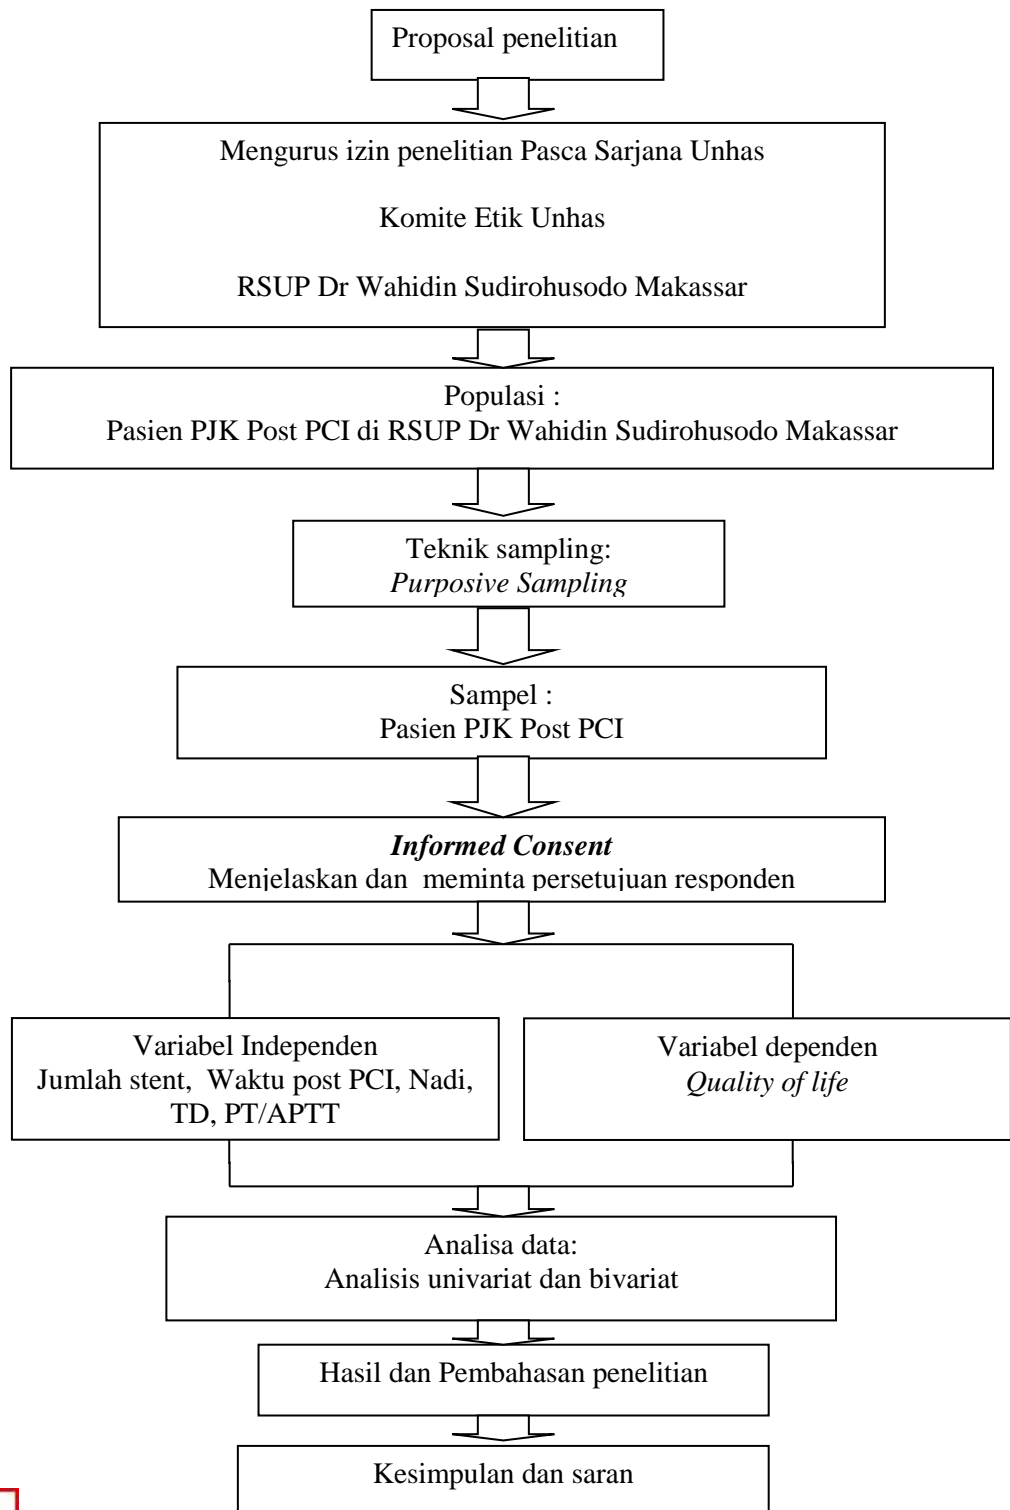 Proposal penelitian
Mengurus izin penelitian Pasca Sarjana Unhas
Komite Etik Unhas
RSUP Dr Wahidin Sudirohusodo Makassar
Populasi :
Pasien PJK Post PCI di RSUP Dr Wahidin Sudirohusodo Makassar
Teknik sampling:
Purposive Sampling
Sampel :
Pasien PJK Post PCI
Informed Consent
Menjelaskan dan meminta persetujuan responden
Variabel Independen
Jumlah stent, Waktu post PCI, Nadi,
TD, PT/APTT
Variabel dependen
Quality of life
Analisa data:
Analisis univariat dan bivariat
Hasil dan Pembahasan penelitian
Kesimpulan dan saran